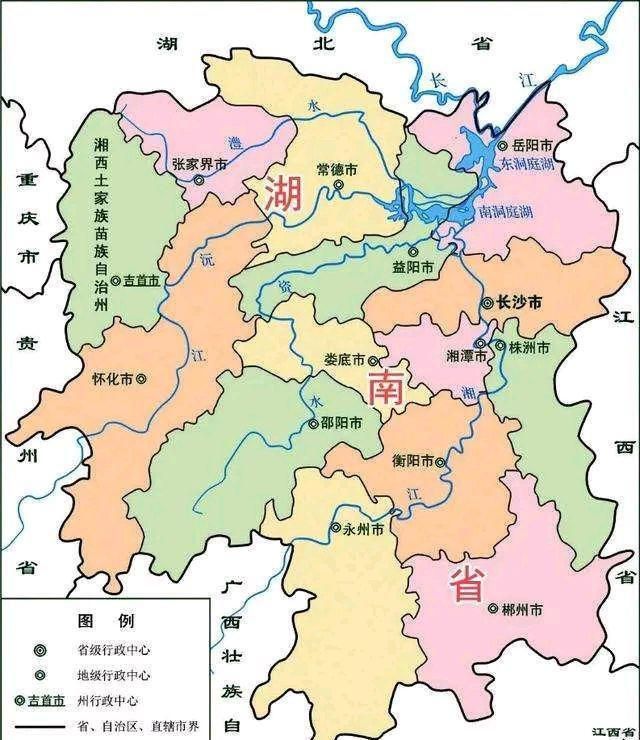 湖北省
长江
岳阳市
东洞庭湖
南洞庭湖
澧水
张家界市
常德市
湖南省
湘西土家族苗族自治州
吉首市
重庆市
沅江
益阳市
资水
长沙市
江西省
贵州省
怀化市
娄底市
湘潭市
株洲市
湘江
邵阳市
衡阳市
永州市
郴州市
广西壮族自
江西省
图例
省级行政中心
地级行政中心
吉首市 州行政中心
省、自治区、直辖市界